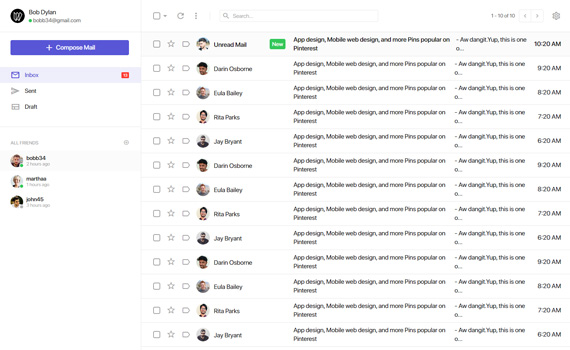 Bob Dylan
bobb34@gmail.com
+ Compose Mail
Inbox
Sent
Draft
ALL FRIENDS
bobb34
2 hours ago
marthaa
1 hours ago
john45
3 hours ago
Search...
1 - 10 of 10
Unread Mail New App design, Mobile web design, and more Pins popular on - Aw dangit.Yup, this is one 10:20 AM
Pinterest o...
Darin Osborne App design, Mobile web design, and more Pins popular on - Aw dangit.Yup, this is one 9:20 AM
Pinterest o...
Eula Bailey App design, Mobile web design, and more Pins popular on - Aw dangit.Yup, this is one 8:20 AM
Pinterest o...
Rita Parks App design, Mobile web design, and more Pins popular on - Aw dangit.Yup, this is one 7:20 AM
Pinterest o...
Jay Bryant App design, Mobile web design, and more Pins popular on - Aw dangit.Yup, this is one 6:20 AM
Pinterest o...
Darin Osborne App design, Mobile web design, and more Pins popular on - Aw dangit.Yup, this is one 9:20 AM
Pinterest o...
Eula Bailey App design, Mobile web design, and more Pins popular on - Aw dangit.Yup, this is one 8:20 AM
Pinterest o...
Rita Parks App design, Mobile web design, and more Pins popular on - Aw dangit.Yup, this is one 7:20 AM
Pinterest o...
Jay Bryant App design, Mobile web design, and more Pins popular on - Aw dangit.Yup, this is one 6:20 AM
Pinterest o...
Darin Osborne App design, Mobile web design, and more Pins popular on - Aw dangit.Yup, this is one 9:20 AM
Pinterest o...
Eula Bailey App design, Mobile web design, and more Pins popular on - Aw dangit.Yup, this is one 8:20 AM
Pinterest o...
Rita Parks App design, Mobile web design, and more Pins popular on - Aw dangit.Yup, this is one 7:20 AM
Pinterest o...
Jay Bryant App design, Mobile web design, and more Pins popular on - Aw dangit.Yup, this is one 6:20 AM
Pinterest o...